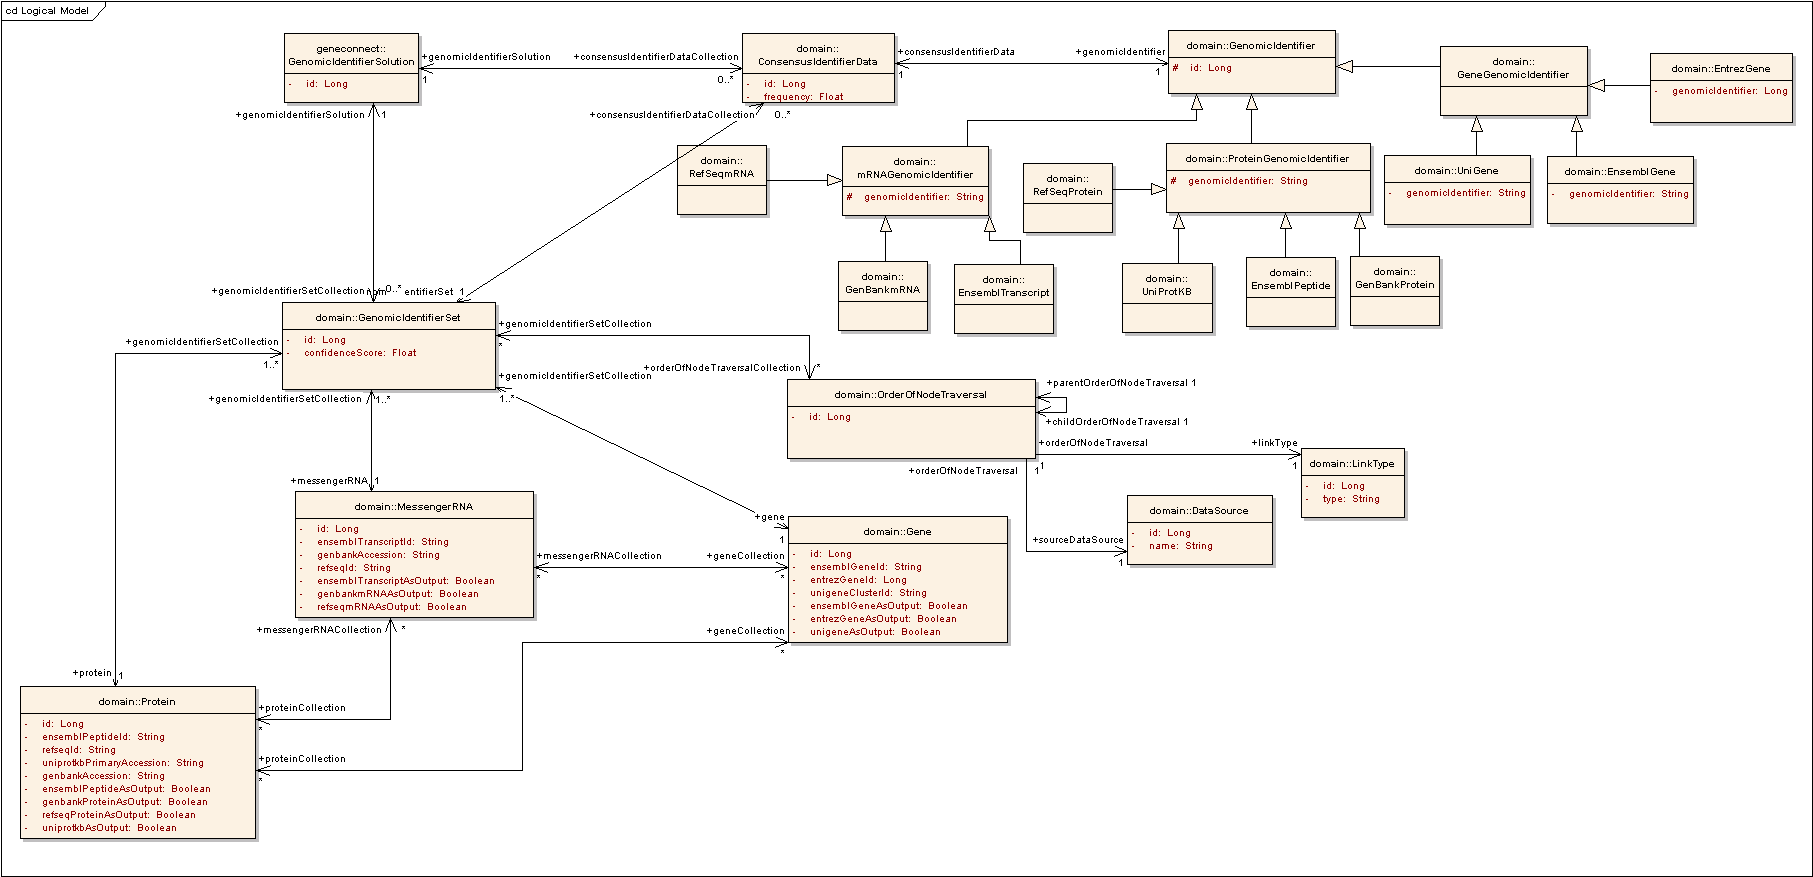 cd Logical Model
geneconnect::
GenomicIdentifierSolution
- id: Long
+genomicIdentifierSolution
1
+consensusIdentifierDataCollection
0..*
domain::
ConsensusIdentifierData
- id: Long
- frequency: Float
+consensusIdentifierData
1
+genomicIdentifier
1
domain::GenomicIdentifier
# id: Long
domain::
GeneGenomicIdentifier
domain::EntrezGene
- genomicIdentifier: Long
+genomicIdentifierSolution
1
+consensusIdentifierDataCollection
0..*
domain::
RefSeqmRNA
domain::
mRNAGenomicIdentifier
# genomicIdentifier: String
domain::
RefSeqProtein
domain::ProteinGenomicIdentifier
# genomicIdentifier: String
domain::UniGene
- genomicIdentifier: String
domain::EnsemblGene
- genomicIdentifier: String
domain::
GenBankmRNA
domain::
EnsemblTranscript
domain::
UniProtKB
domain::
EnsemblPeptide
domain::
GenBankProtein
+genomicIdentifierSetCollection
0..*
entifierSet 1
domain::GenomicIdentifierSet
- id: Long
- confidenceScore: Float
+genomicIdentifierSetCollection
*
+genomicIdentifierSetCollection
1..*
+orderOfNodeTraversalCollection
*
+genomicIdentifierSetCollection
1..*
+genomicIdentifierSetCollection
1..*
domain::OrderOfNodeTraversal
- id: Long
+parentOrderOfNodeTraversal 1
+childOrderOfNodeTraversal 1
+orderOfNodeTraversal
1
+linkType
1
domain::LinkType
- id: Long
- type: String
+orderOfNodeTraversal
1
+sourceDataSource
1
domain::DataSource
- id: Long
- name: String
+messengerRNA
1
domain::MessengerRNA
- id: Long
- ensemblTranscriptId: String
- genbankAccession: String
- refseqId: String
- ensemblTranscriptAsOutput: Boolean
- genbankmRNAAsOutput: Boolean
- refseqmRNAAsOutput: Boolean
+gene
1
+messengerRNACollection
*
+geneCollection
*
domain::Gene
- id: Long
- ensemblGeneId: String
- entrezGeneId: Long
- unigeneClusterId: String
- ensemblGeneAsOutput: Boolean
- entrezGeneAsOutput: Boolean
- unigeneAsOutput: Boolean
+messengerRNACollection
*
+geneCollection
*
+protein
1
domain::Protein
- id: Long
- ensemblPeptideId: String
- refseqId: String
- uniprotkbPrimaryAccession: String
- genbankAccession: String
- ensemblPeptideAsOutput: Boolean
- genbankProteinAsOutput: Boolean
- refseqProteinAsOutput: Boolean
- uniprotkbAsOutput: Boolean
+proteinCollection
*
+proteinCollection
*